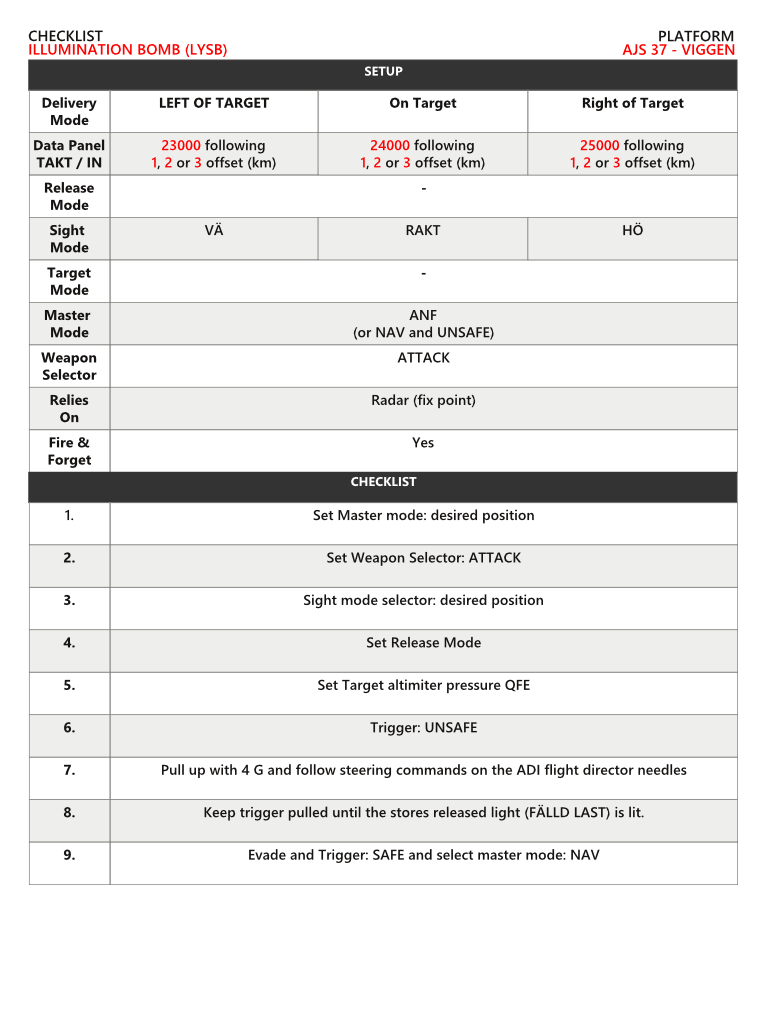 CHECKLIST
PLATFORM
ILLUMINATION BOMB (LYSB)
AJS 37 - VIGGEN
SETUP
Delivery Mode
LEFT OF TARGET
On Target
Right of Target
Data Panel
TAKT / IN
23000 following
1, 2 or 3 offset (km)
24000 following
1, 2 or 3 offset (km)
25000 following
1, 2 or 3 offset (km)
Release
Mode
-
Sight
Mode
VÄ
RAKT
HÖ
Target
Mode
-
Master
Mode
ANF
(or NAV and UNSAFE)
Weapon
Selector
ATTACK
Relies
On
Radar (fix point)
Fire &
Forget
Yes
CHECKLIST
1.
Set Master mode: desired position
2.
Set Weapon Selector: ATTACK
3.
Sight mode selector: desired position
4.
Set Release Mode
5.
Set Target altimiter pressure QFE
6.
Trigger: UNSAFE
7.
Pull up with 4 G and follow steering commands on the ADI flight director needles
8.
Keep trigger pulled until the stores released light (FÄLLD LAST) is lit.
9.
Evade and Trigger: SAFE and select master mode: NAV